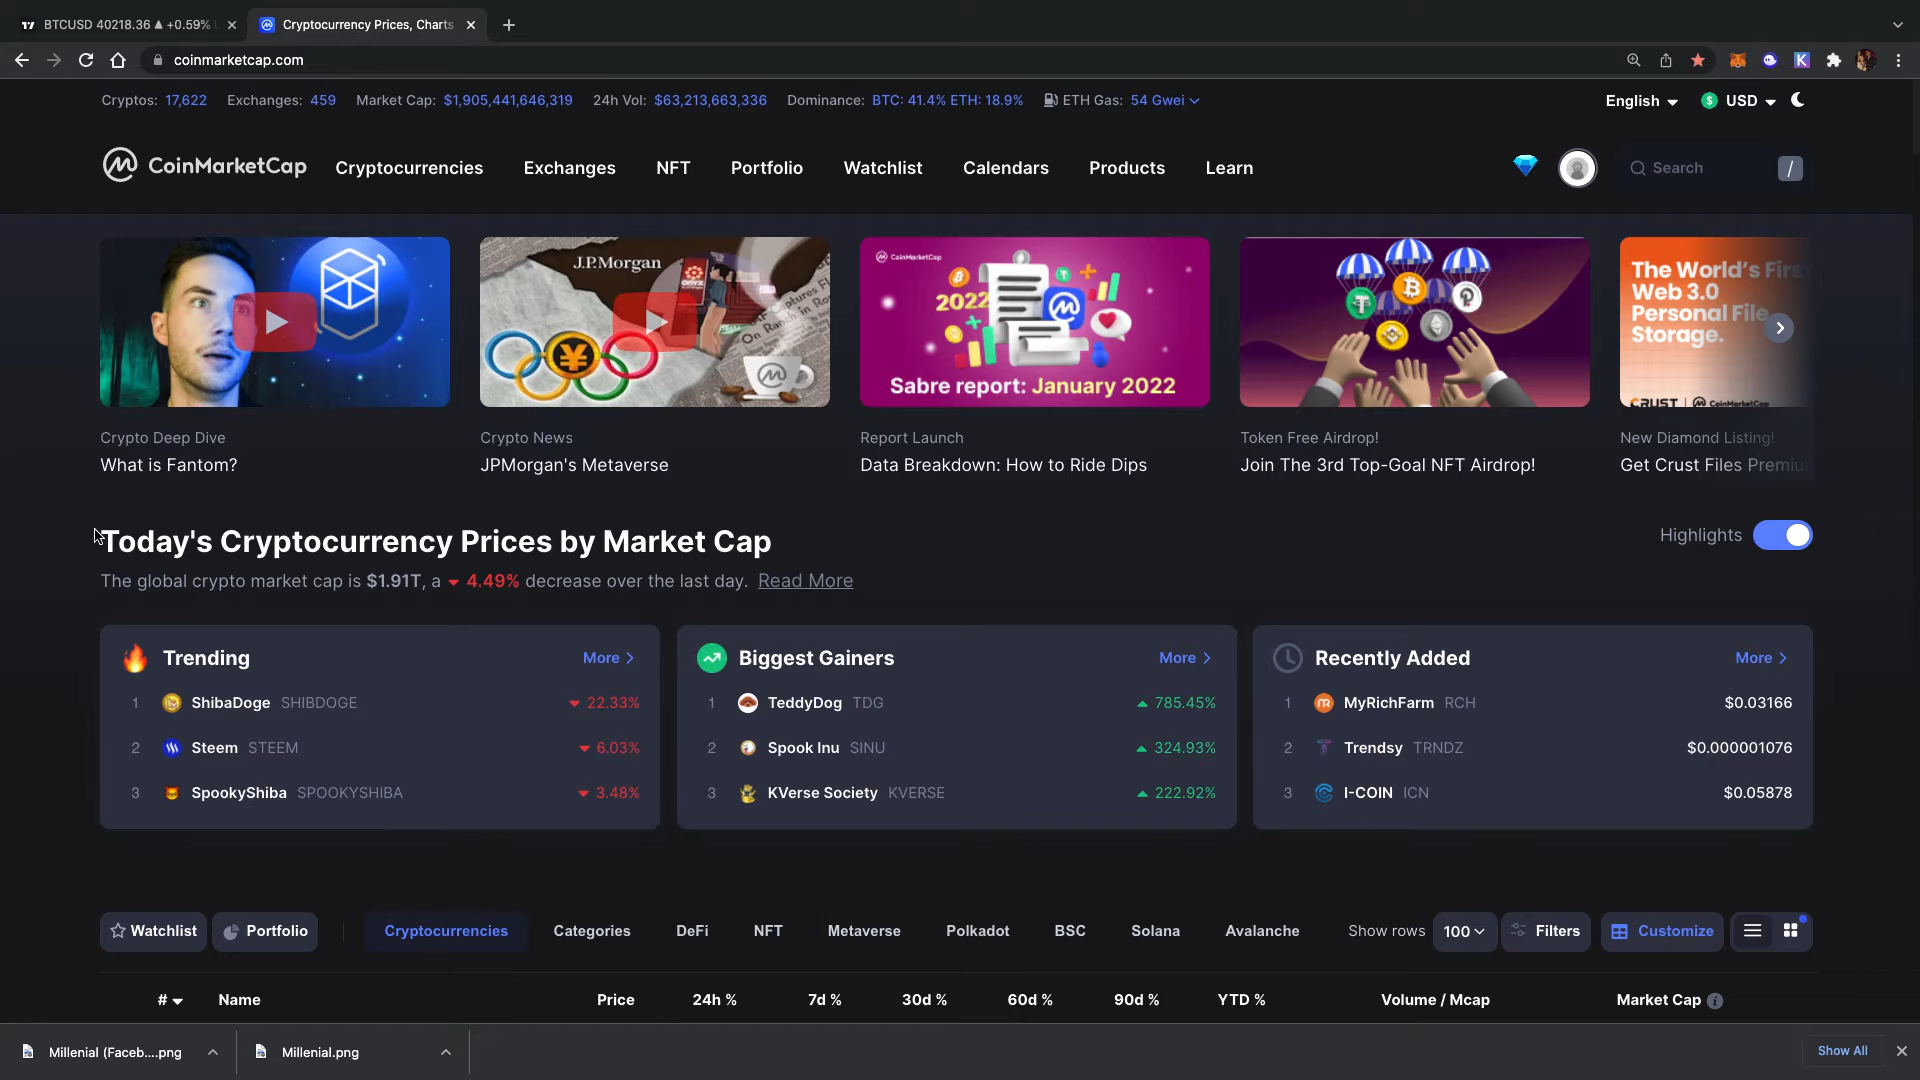 BTCUSD 40218.36 ▲ +0.59%
Cryptocurrency Prices, Charts
coinmarketcap.com
Cryptos: 17,622 Exchanges: 459 Market Cap: $1,905,441,646,319 24h Vol: $63,213,663,336 Dominance: BTC: 41.4% ETH: 18.9% ETH Gas: 54 Gwei
English $ USD
CoinMarketCap Cryptocurrencies Exchanges NFT Portfolio Watchlist Calendars Products Learn Search /
J.P.Morgan
ONYX
CoinMarketCap
2022
Sabre report: January 2022
The World's Firs
Web 3.0
Personal File
Storage.
CRUST | CoinMarketCap
Crypto Deep Dive
What is Fantom?
Crypto News
JPMorgan's Metaverse
Report Launch
Data Breakdown: How to Ride Dips
Token Free Airdrop!
Join The 3rd Top-Goal NFT Airdrop!
New Diamond Listing!
Get Crust Files Premiu
Today's Cryptocurrency Prices by Market Cap
Highlights
The global crypto market cap is $1.91T, a ▼ 4.49% decrease over the last day. Read More
Trending More >
1 ShibaDoge SHIBDOGE ▼ 22.33%
2 Steem STEEM ▼ 6.03%
3 SpookyShiba SPOOKYSHIBA ▼ 3.48%
Biggest Gainers More >
1 TeddyDog TDG ▲ 785.45%
2 Spook Inu SINU ▲ 324.93%
3 KVerse Society KVERSE ▲ 222.92%
Recently Added More >
1 MyRichFarm RCH $0.03166
2 Trendsy TRNDZ $0.000001076
3 I-COIN ICN $0.05878
Watchlist Portfolio Cryptocurrencies Categories DeFi NFT Metaverse Polkadot BSC Solana Avalanche Show rows 100 Filters Customize
# Name Price 24h % 7d % 30d % 60d % 90d % YTD % Volume / Mcap Market Cap
Millenial (Faceb....png Millenial.png Show All